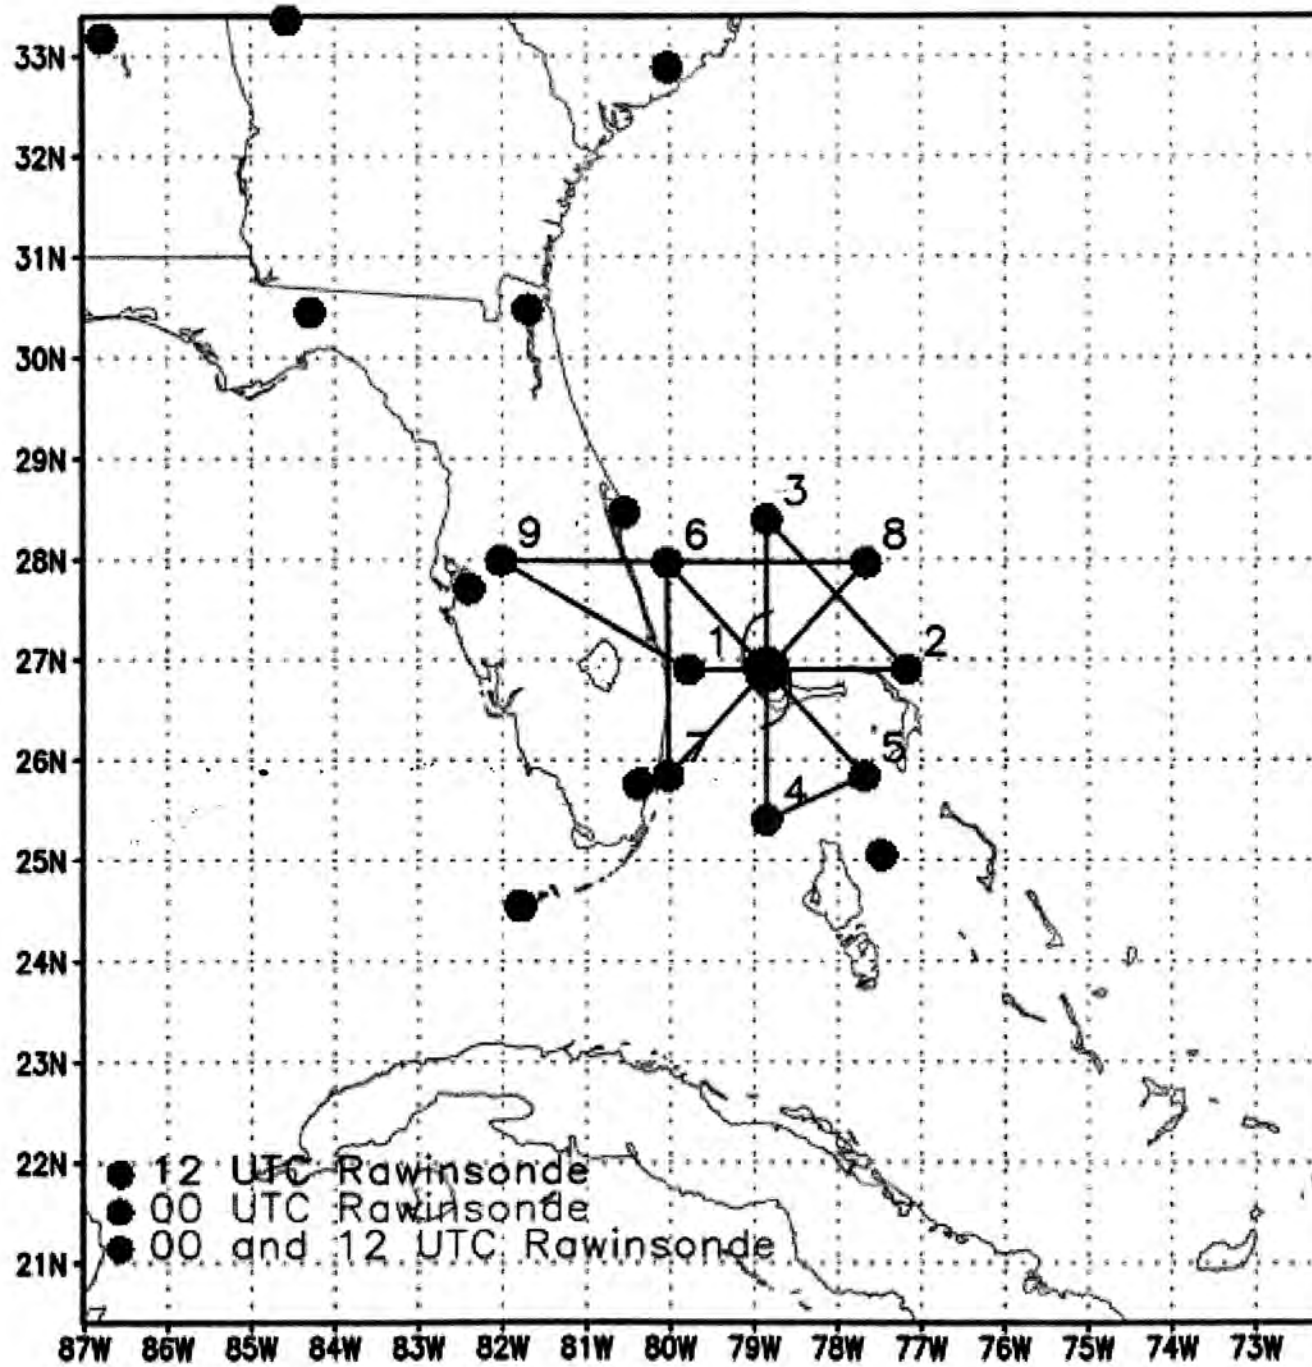 33N
32N
31N
30N
29N
3
9 6 8
28N
1 2
27N
7 5
26N
4
25N
24N
23N
22N
12 UTC Rawinsonde
00 UTC Rawinsonde
00 and 12 UTC Rawinsonde
21N
87W 86W 85W 84W 83W 82W 81W 80W 79W 78W 77W 76W 75W 74W 73W